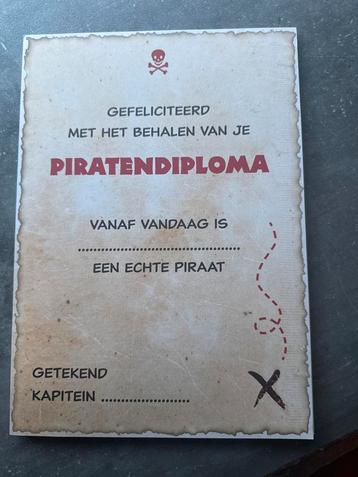 GEFELICITEERD
MET HET BEHALEN VAN JE
PIRATENDIPLOMA
VANAF VANDAAG IS
..........................................
EEN ECHTE PIRAAT
GETEKEND
KAPITEIN ......................